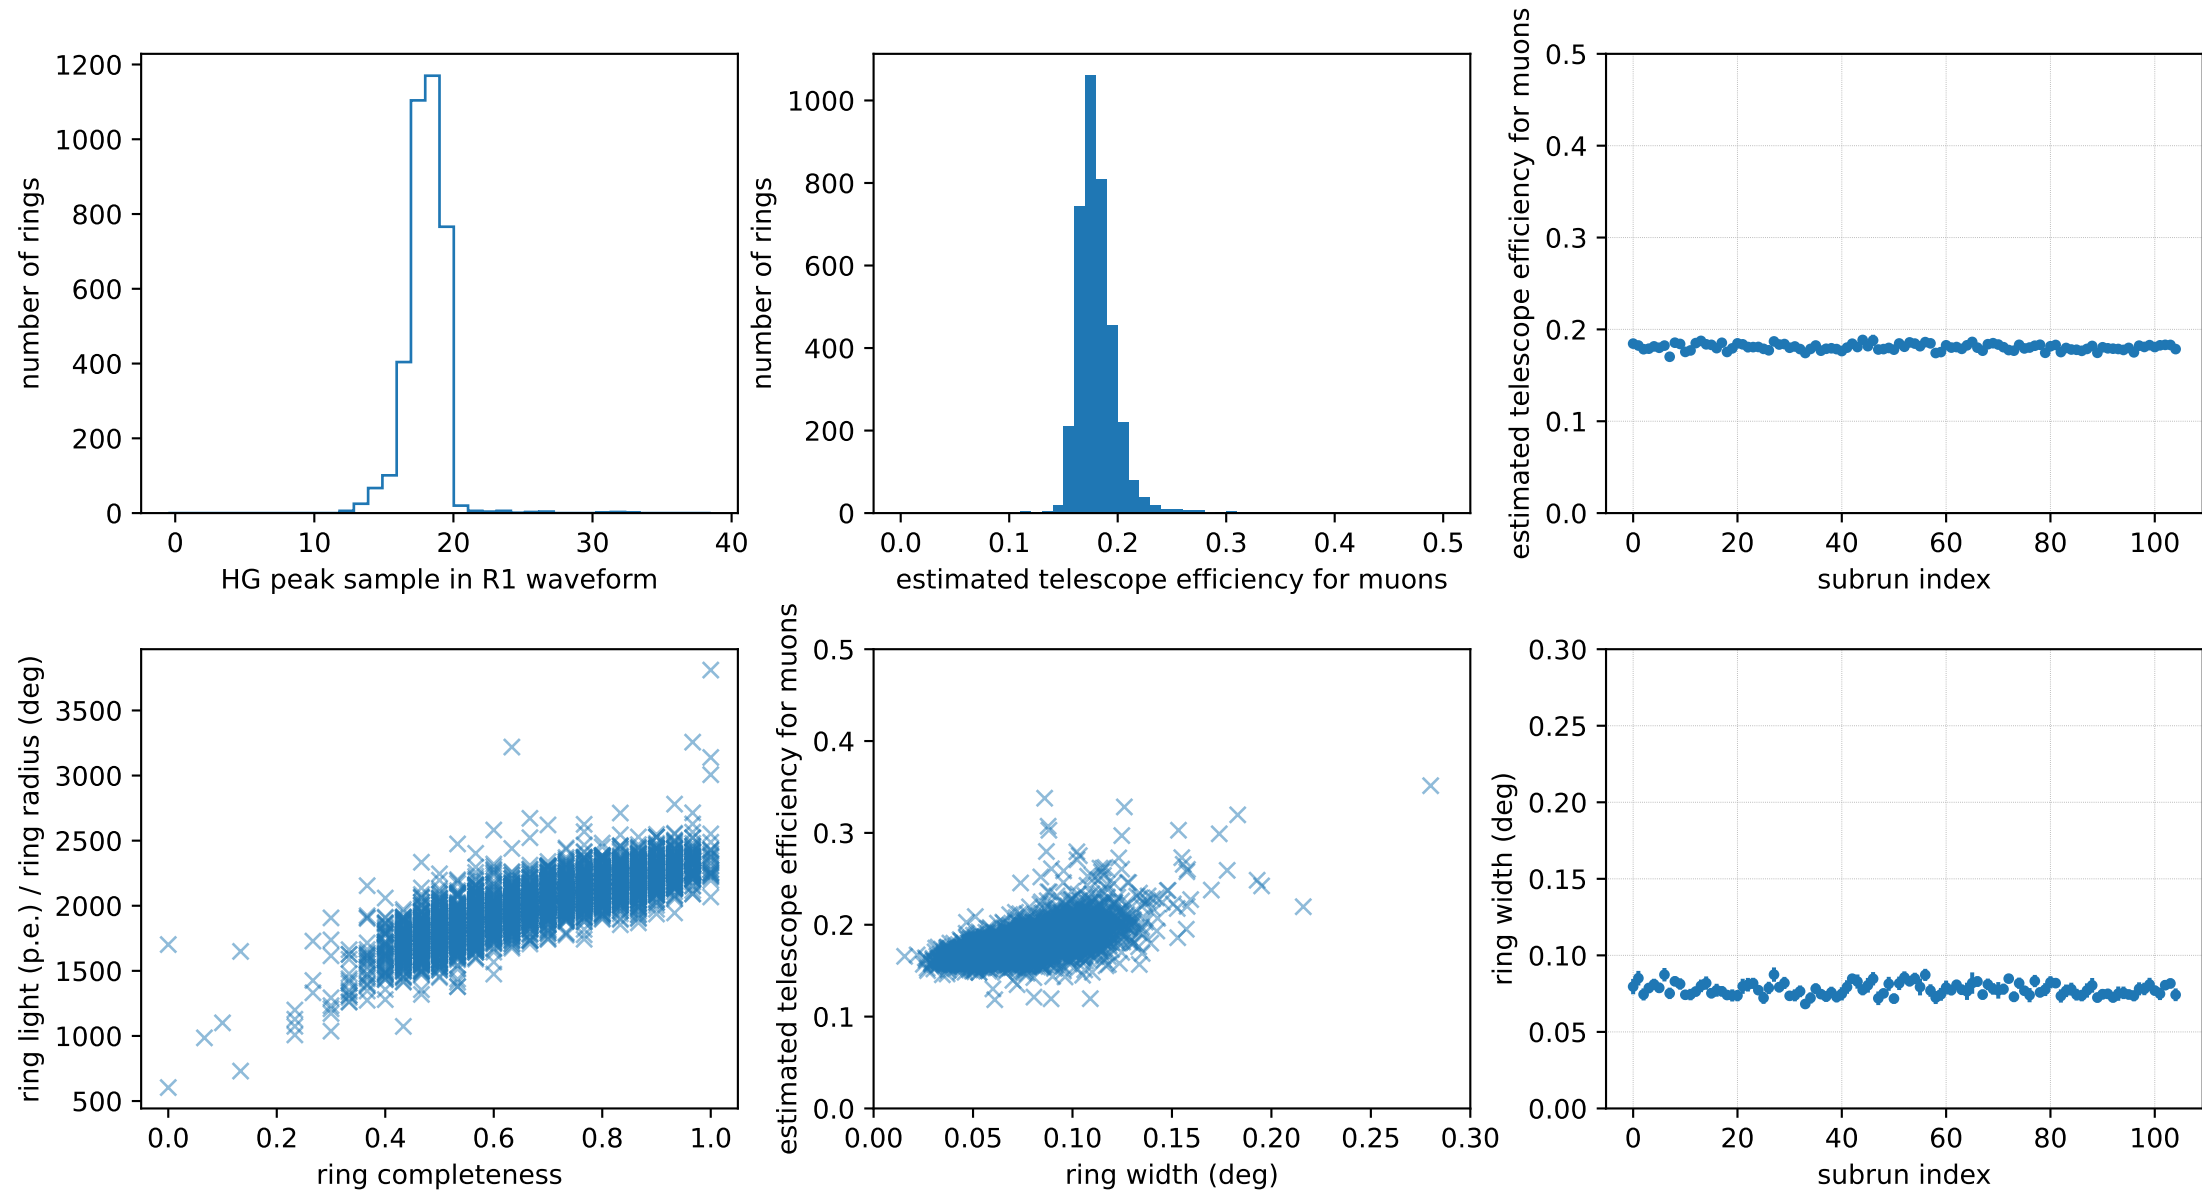 number of rings
1200
1000
800
600
400
200
0
0 10 20 30 40
HG peak sample in R1 waveform
number of rings
1000
800
600
400
200
0
0.0 0.1 0.2 0.3 0.4 0.5
estimated telescope efficiency for muons
estimated telescope efficiency for muons
0.5
0.4
0.3
0.2
0.1
0.0
0 20 40 60 80 100
subrun index
ring light (p.e.) / ring radius (deg)
3500
3000
2500
2000
1500
1000
500
0.0 0.2 0.4 0.6 0.8 1.0
ring completeness
estimated telescope efficiency for muons
0.5
0.4
0.3
0.2
0.1
0.0
0.00 0.05 0.10 0.15 0.20 0.25 0.30
ring width (deg)
ring width (deg)
0.30
0.25
0.20
0.15
0.10
0.05
0.00
0 20 40 60 80 100
subrun index